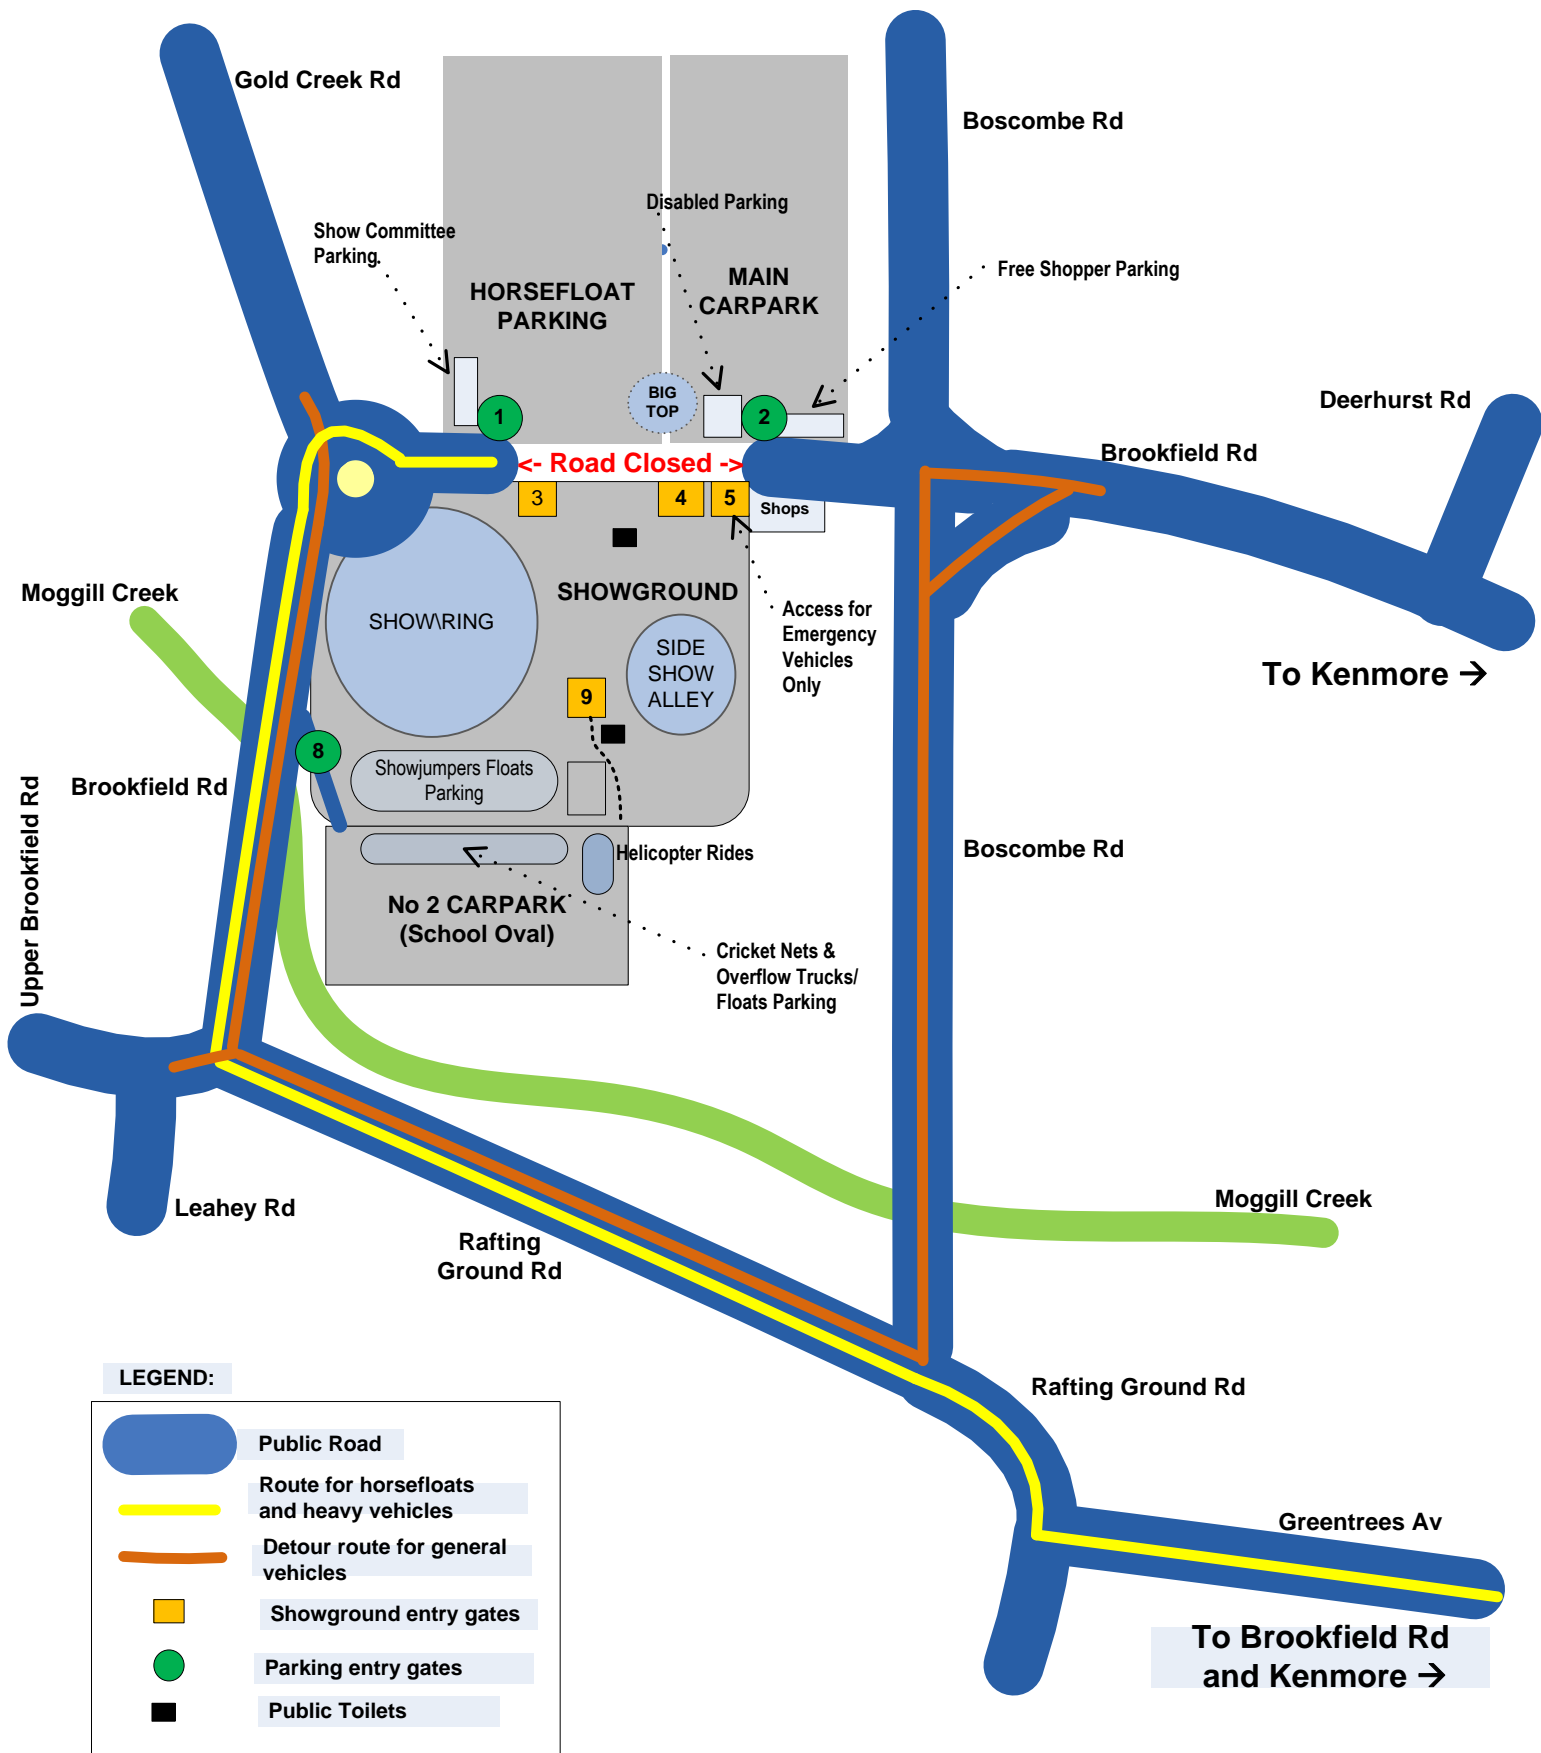 Gold Creek Rd
Boscombe Rd
Disabled Parking
Show Committee
Parking
Free Shopper Parking
HORSEFLOAT
PARKING
MAIN
CARPARK
BIG
TOP
1
2
Deerhurst Rd
Brookfield Rd
<- Road Closed ->
3
4
5
Shops
Moggill Creek
SHOW\RING
SHOWGROUND
Access for
Emergency
Vehicles
Only
SIDE
SHOW
ALLEY
To Kenmore →
9
8
Showjumpers Floats
Parking
Brookfield Rd
Upper Brookfield Rd
Helicopter Rides
Boscombe Rd
No 2 CARPARK
(School Oval)
Cricket Nets &
Overflow Trucks/
Floats Parking
Leahey Rd
Moggill Creek
Rafting
Ground Rd
Rafting Ground Rd
Greentrees Av
To Brookfield Rd
and Kenmore →
LEGEND:
Public Road
Route for horsefloats
and heavy vehicles
Detour route for general
vehicles
Showground entry gates
Parking entry gates
Public Toilets